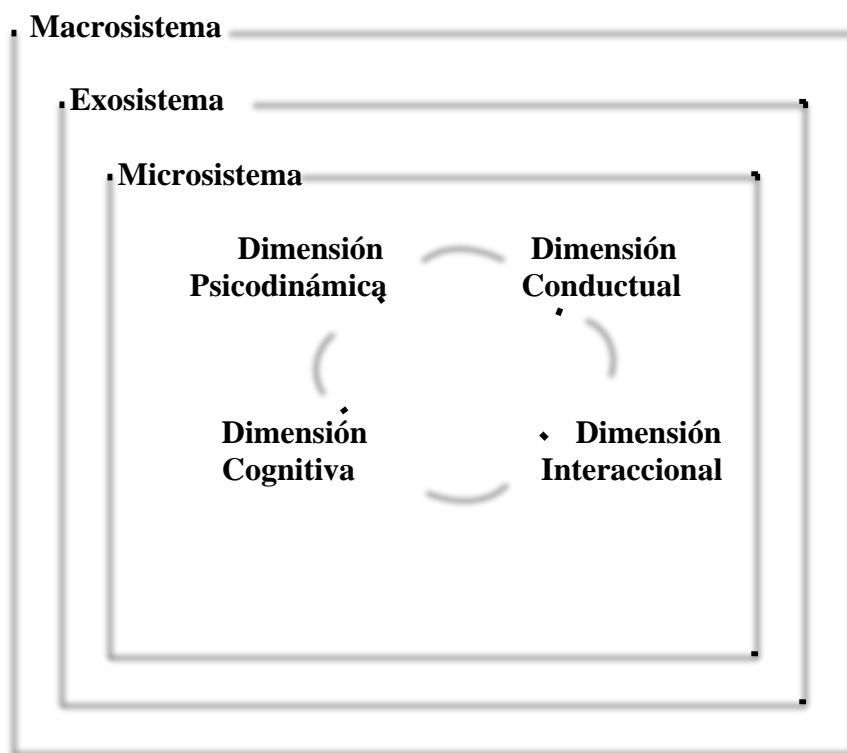 Macrosistema
Exosistema
Microsistema
Dimensión
Psicodinámica
Dimensión
Conductual
Dimensión
Cognitiva
Dimensión
Interaccional